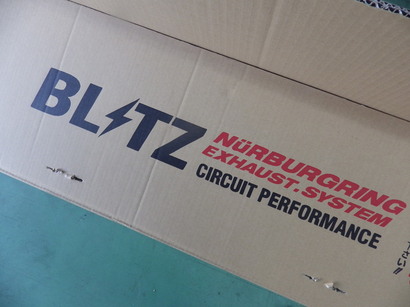 BLITZ
NÜRBURGRING
EXHAUST.SYSTEM
CIRCUIT PERFORMANCE